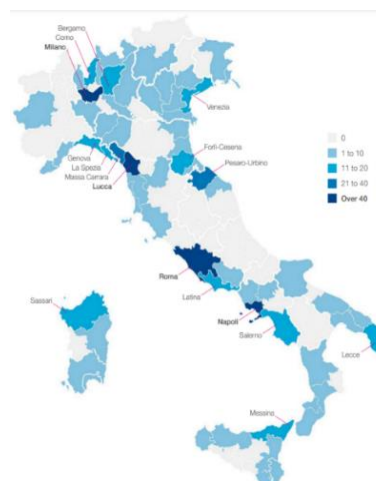 Bergamo
Como
Milano
Venezia
0
1 to 10
11 to 20
21 to 40
Over 40
Forlì-Cesena
Pesaro-Urbino
Genova
La Spezia
Massa Carrara
Lucca
Roma
Latina
Sassari
Napoli
Salerno
Lecce
Messina